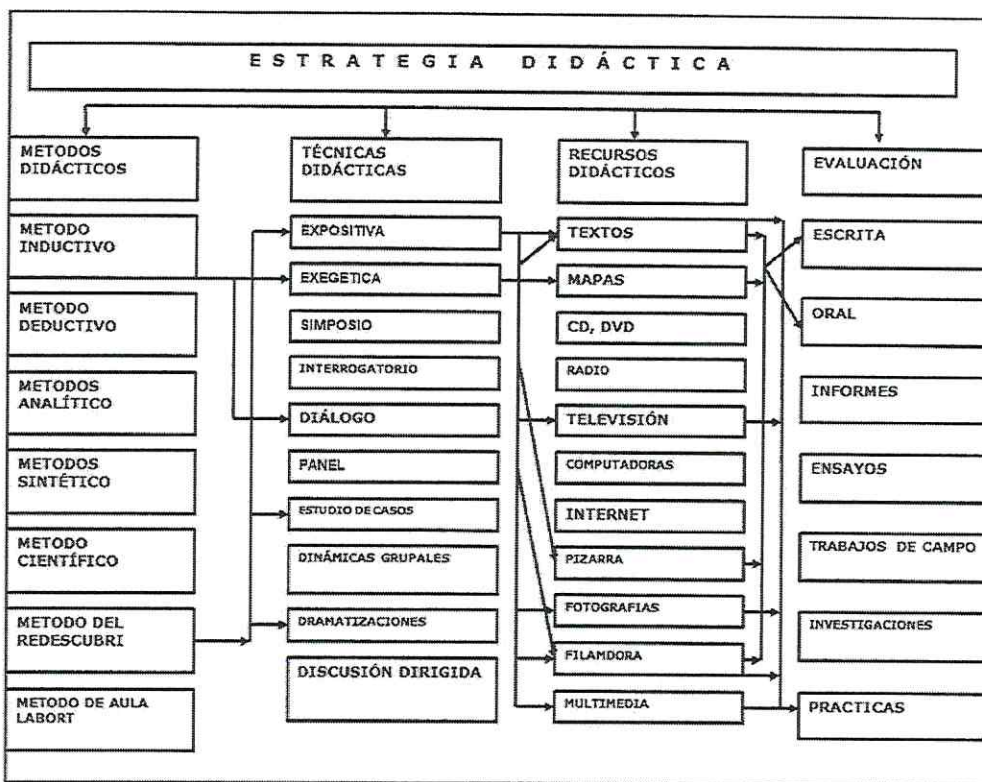 ESTRATEGIA DIDÁCTICA
METODOS
DIDÁCTICOS
METODO
INDUCTIVO
METODO
DEDUCTIVO
METODOS
ANALÍTICO
METODOS
SINTÉTICO
METODO
CIENTÍFICO
METODO DEL
REDESCUBRI
METODO DE AULA
LABORT
TÉCNICAS
DIDÁCTICAS
EXPOSITIVA
EXEGETICA
SIMPOSIO
INTERROGATORIO
DIÁLOGO
PANEL
ESTUDIO DE CASOS
DINÁMICAS GRUPALES
DRAMATIZACIONES
DISCUSIÓN DIRIGIDA
RECURSOS
DIDÁCTICOS
TEXTOS
MAPAS
CD, DVD
RADIO
TELEVISIÓN
COMPUTADORAS
INTERNET
PIZARRA
FOTOGRAFIAS
FILAMDORA
MULTIMEDIA
EVALUACIÓN
ESCRITA
ORAL
INFORMES
ENSAYOS
TRABAJOS DE CAMPO
INVESTIGACIONES
PRACTICAS